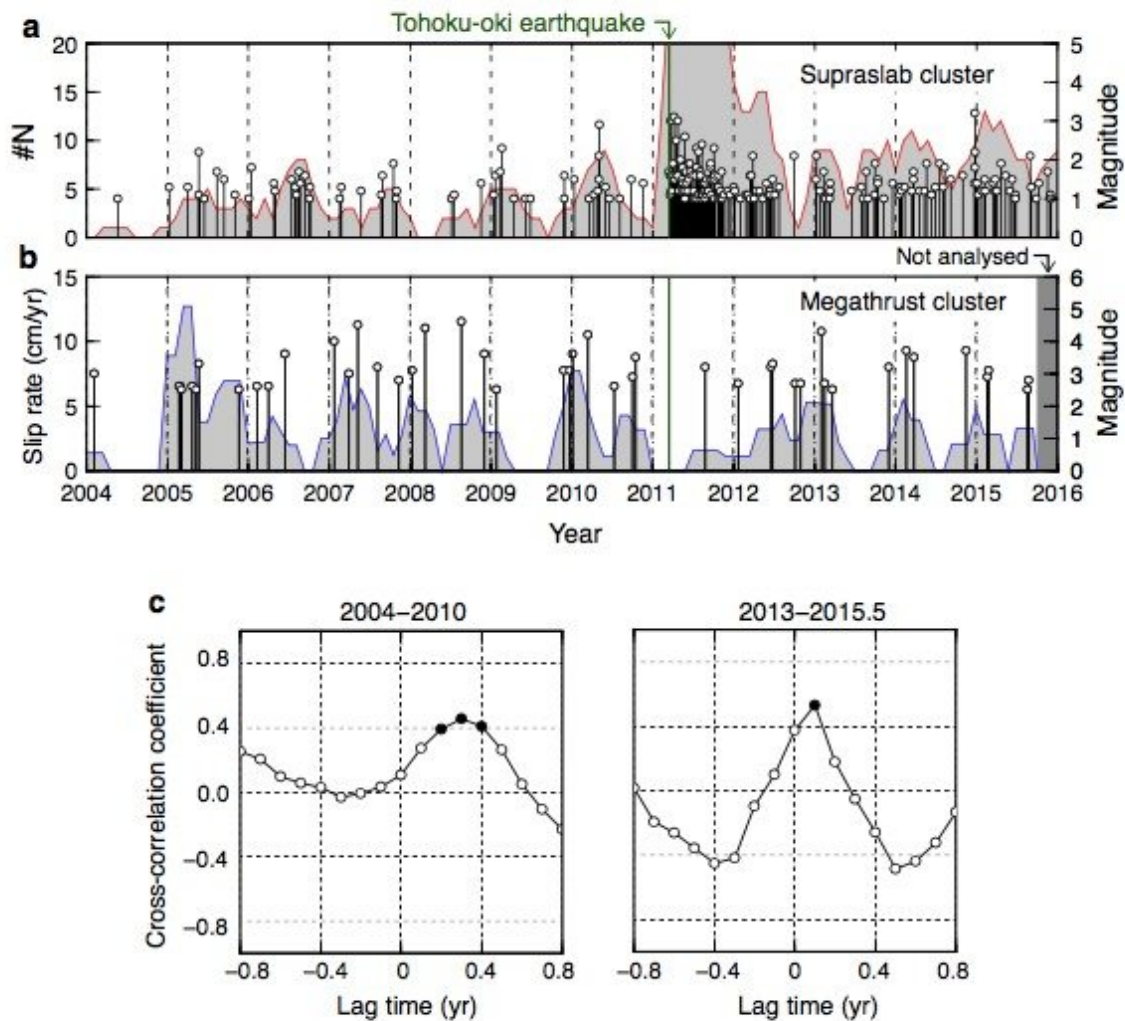 Tohoku-oki earthquake
a
20
15
10
5
0
#N
Supraslab cluster
5
4
3
2
1
0
Magnitude
b
Not analysed
15
10
5
0
Slip rate (cm/yr)
Megathrust cluster
6
5
4
3
2
1
0
Magnitude
2004 2005 2006 2007 2008 2009 2010 2011 2012 2013 2014 2015 2016
Year
c
2004–2010
2013–2015.5
Cross-correlation coefficient
0.8
0.4
0.0
−0.4
−0.8
−0.8 −0.4 0 0.4 0.8
−0.8 −0.4 0 0.4 0.8
Lag time (yr)
Lag time (yr)